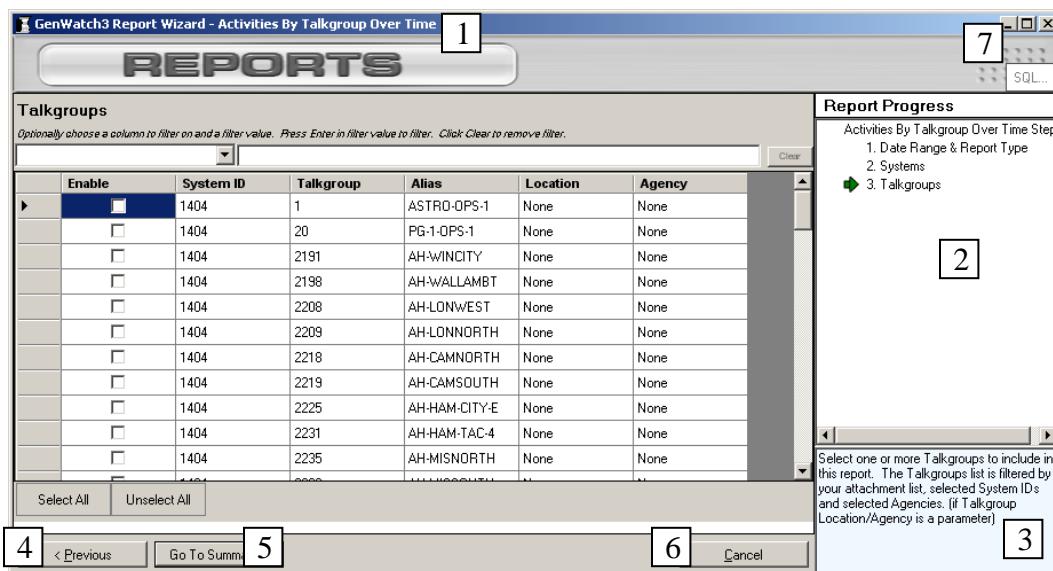 GenWatch3 Report Wizard - Activities By Talkgroup Over Time
1
7
REPORTS
SQL...
Talkgroups
Optionally choose a column to filter on and a filter value. Press Enter in filter value to filter. Click Clear to remove filter.
Clear
Enable System ID Talkgroup Alias Location Agency
1404 1 ASTRO-OPS-1 None None
1404 20 PG-1-OPS-1 None None
1404 2191 AH-WINCITY None None
1404 2198 AH-WALLAMBT None None
1404 2208 AH-LONWEST None None
1404 2209 AH-LONNORTH None None
1404 2218 AH-CAMNORTH None None
1404 2219 AH-CAMSOUTH None None
1404 2225 AH-HAM-CITY-E None None
1404 2231 AH-HAM-TAC-4 None None
1404 2235 AH-MISNORTH None None
Select All Unselect All
4
< Previous
Go To Summa
5
6
Cancel
Report Progress
Activities By Talkgroup Over Time Step
1. Date Range & Report Type
2. Systems
3. Talkgroups
2
Select one or more Talkgroups to include in
this report. The Talkgroups list is filtered by
your attachment list, selected System IDs
and selected Agencies. (if Talkgroup
Location/Agency is a parameter)
3